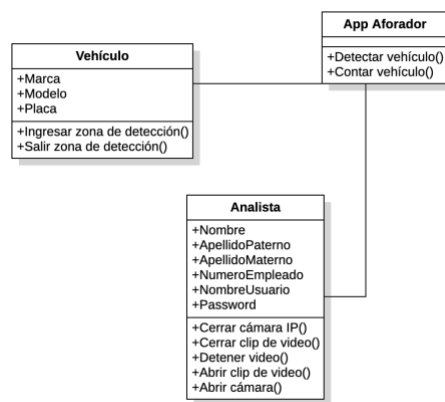 App Aforador
+Detectar vehículo()
+Contar vehículo()
Vehículo
+Marca
+Modelo
+Placa
+Ingresar zona de detección()
+Salir zona de detección()
Analista
+Nombre
+ApellidoPaterno
+ApellidoMaterno
+NumeroEmpleado
+NombreUsuario
+Password
+Cerrar cámara IP()
+Cerrar clip de video()
+Detener video()
+Abrir clip de video()
+Abrir cámara()